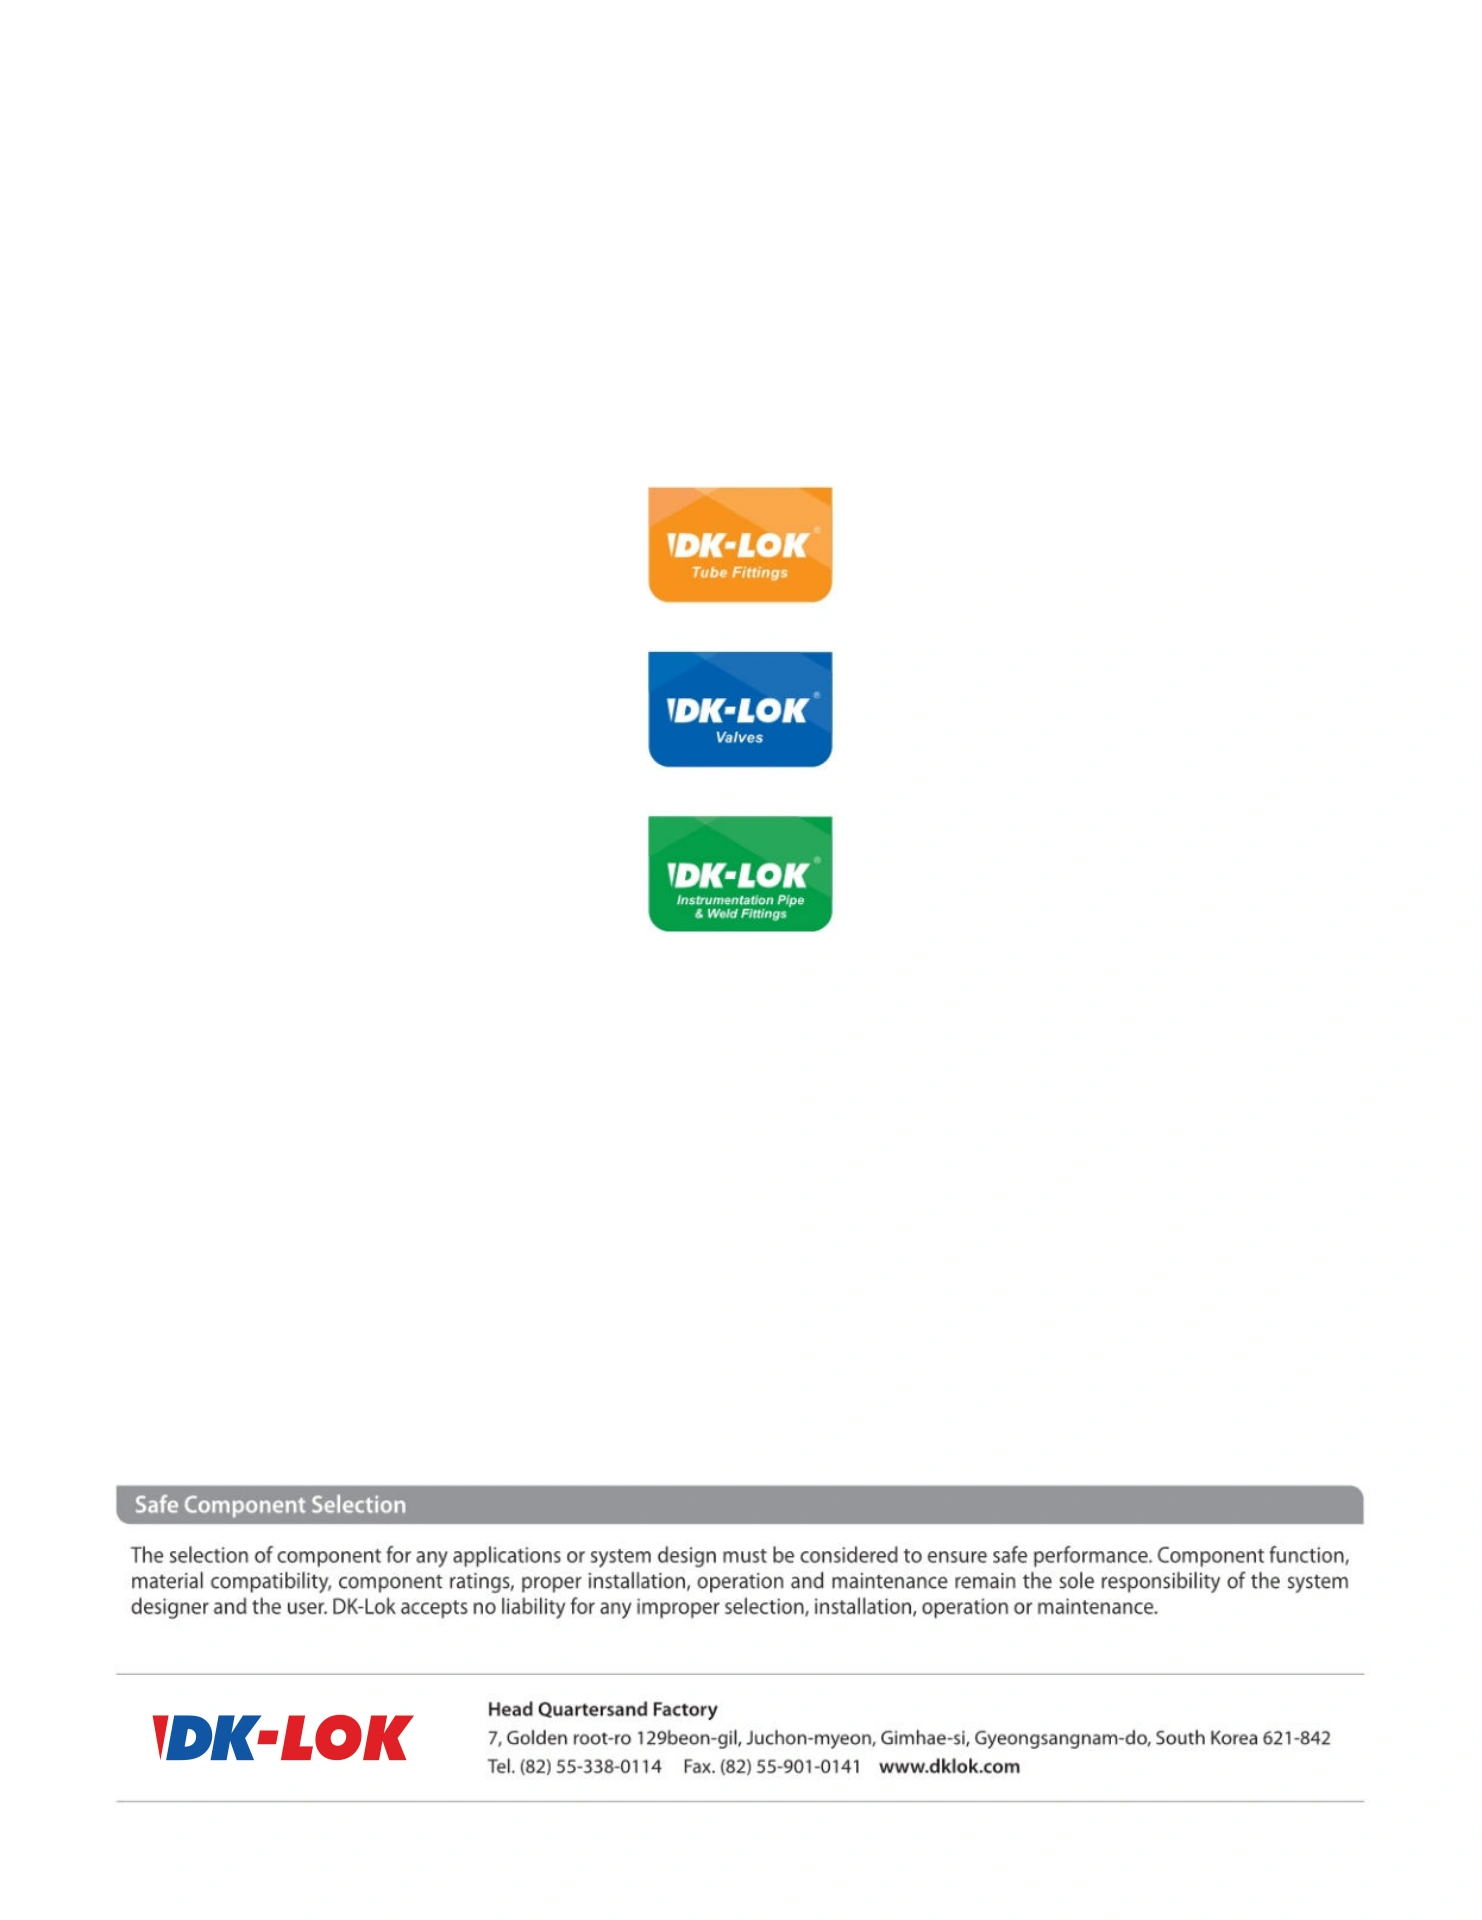 DK-LOK®
Tube Fittings
DK-LOK®
Valves
DK-LOK®
Instrumentation Pipe
& Weld Fittings
Safe Component Selection
The selection of component for any applications or system design must be considered to ensure safe performance. Component function,
material compatibility, component ratings, proper installation, operation and maintenance remain the sole responsibility of the system
designer and the user. DK-Lok accepts no liability for any improper selection, installation, operation or maintenance.
DK-LOK
Head Quartersand Factory
7, Golden root-ro 129beon-gil, Juchon-myeon, Gimhae-si, Gyeongsangnam-do, South Korea 621-842
Tel. (82) 55-338-0114 Fax. (82) 55-901-0141 www.dklok.com